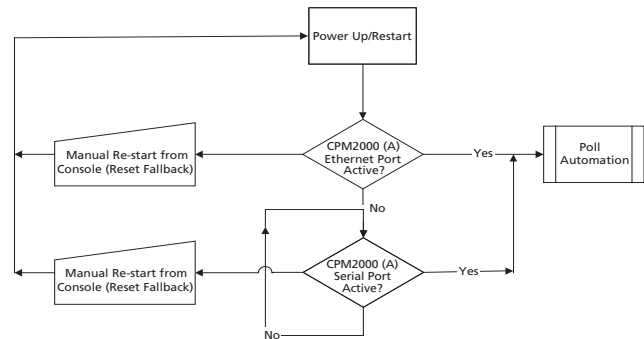 Power Up/Restart
CPM2000 (A)
Ethernet Port
Active?
Manual Re-start from
Console (Reset Fallback)
Yes
Poll
Automation
No
CPM2000 (A)
Serial Port
Active?
Manual Re-start from
Console (Reset Fallback)
Yes
No